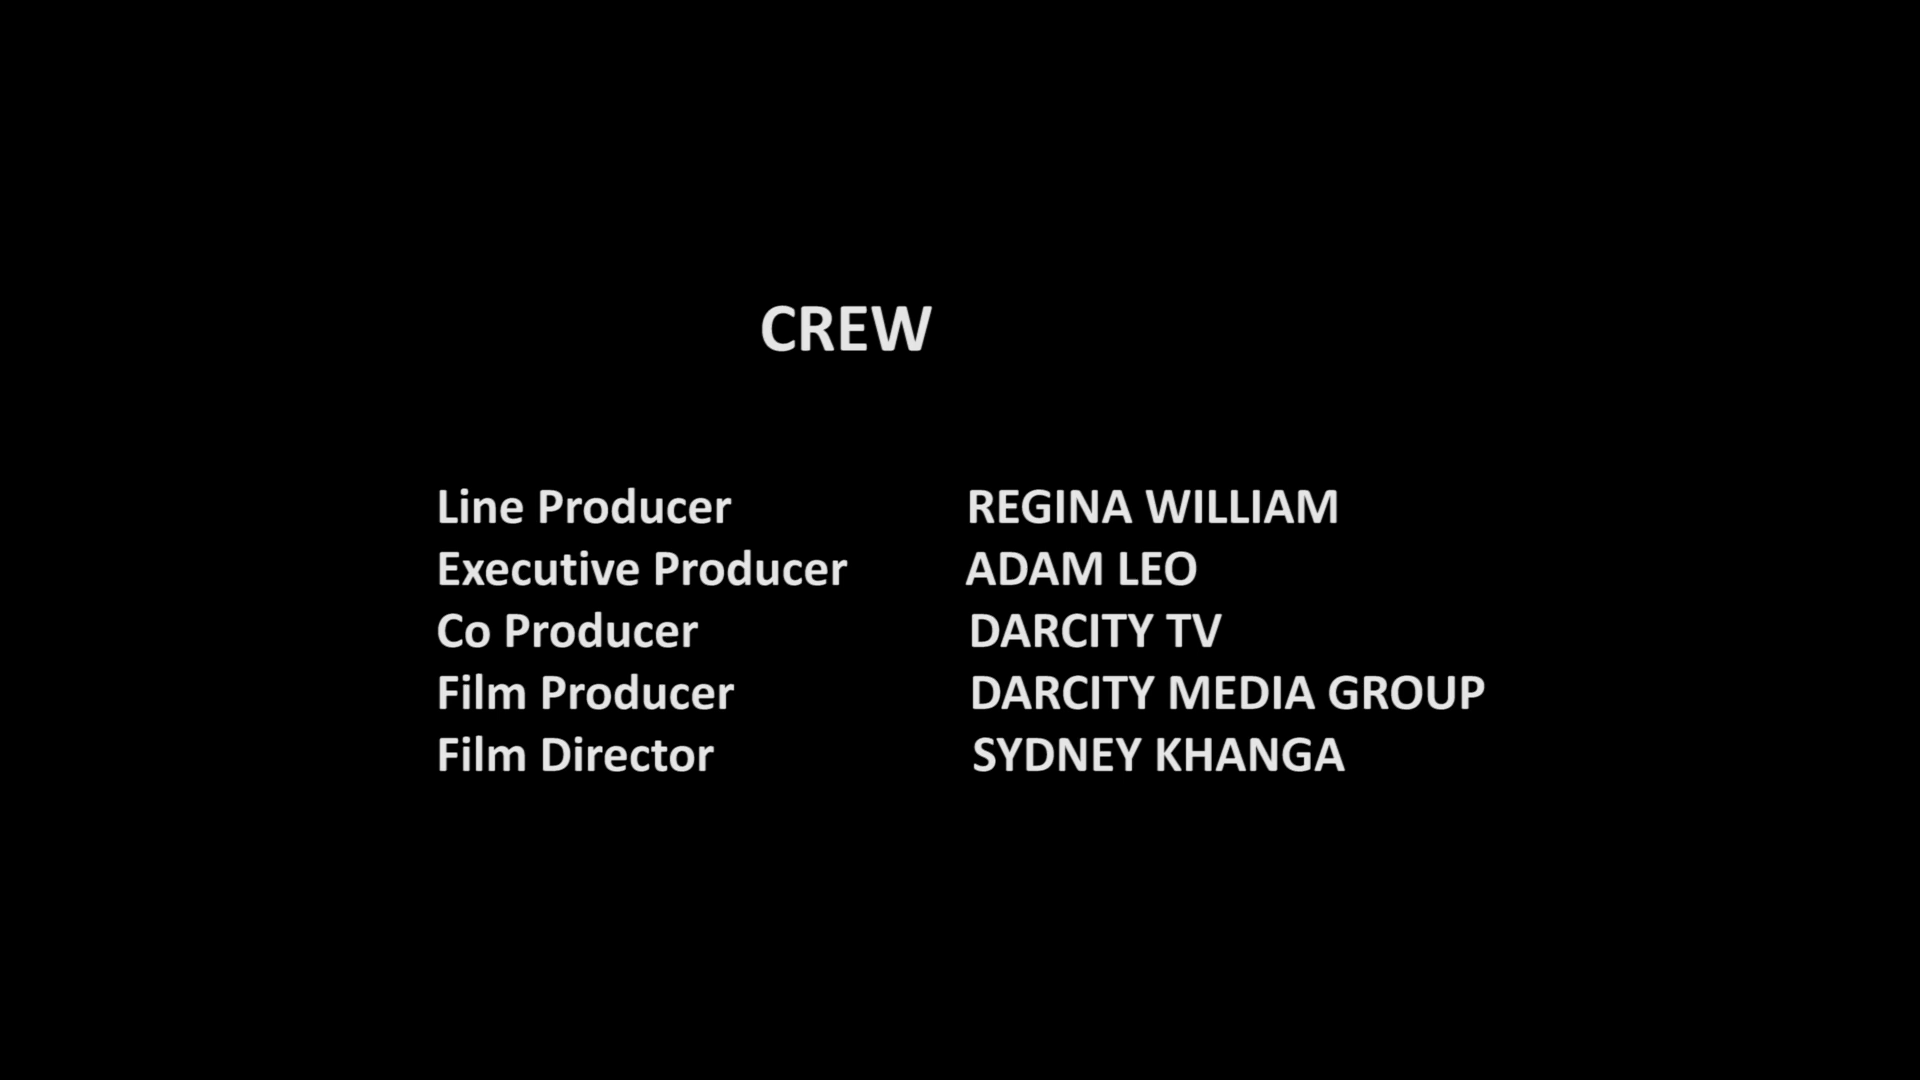 CREW
Line Producer REGINA WILLIAM
Executive Producer ADAM LEO
Co Producer DARCITY TV
Film Producer DARCITY MEDIA GROUP
Film Director SYDNEY KHANGA